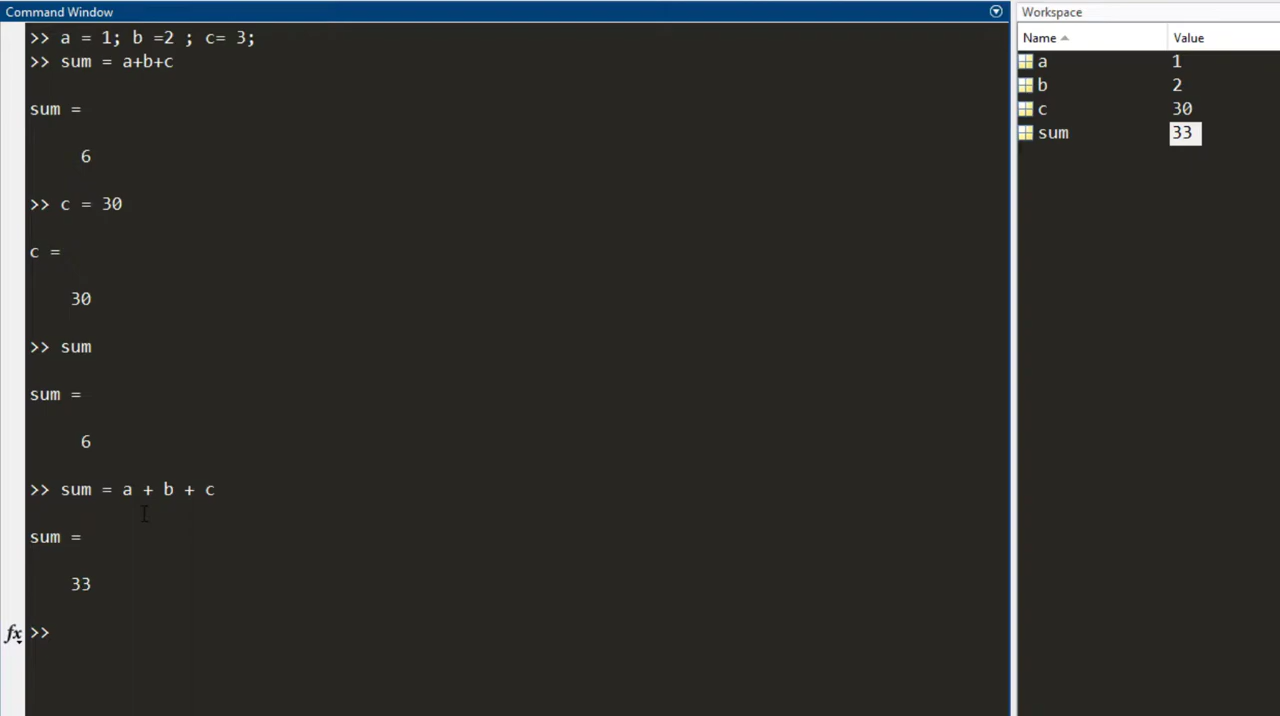 Command Window
>> a = 1; b =2 ; c= 3;
>> sum = a+b+c
sum =
6
>> c = 30
c =
30
>> sum
sum =
6
>> sum = a + b + c
sum =
33
fx >>
Workspace
Name Value
a 1
b 2
c 30
sum 33